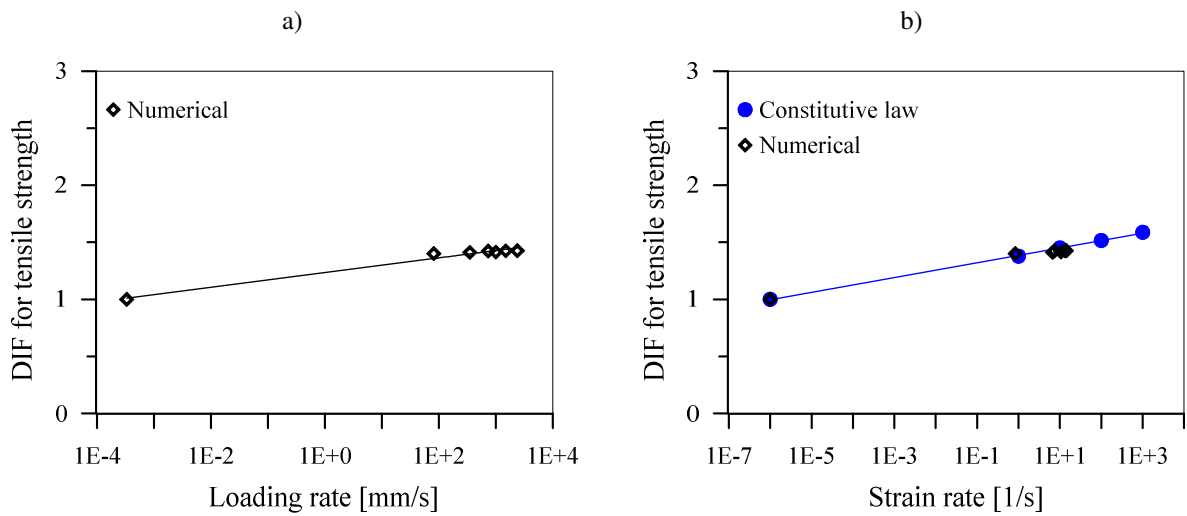 a)
3
2
1
0
DIF for tensile strength
Numerical
1E-4 1E-2 1E+0 1E+2 1E+4
Loading rate [mm/s]
b)
3
2
1
0
DIF for tensile strength
Constitutive law
Numerical
1E-7 1E-5 1E-3 1E-1 1E+1 1E+3
Strain rate [1/s]